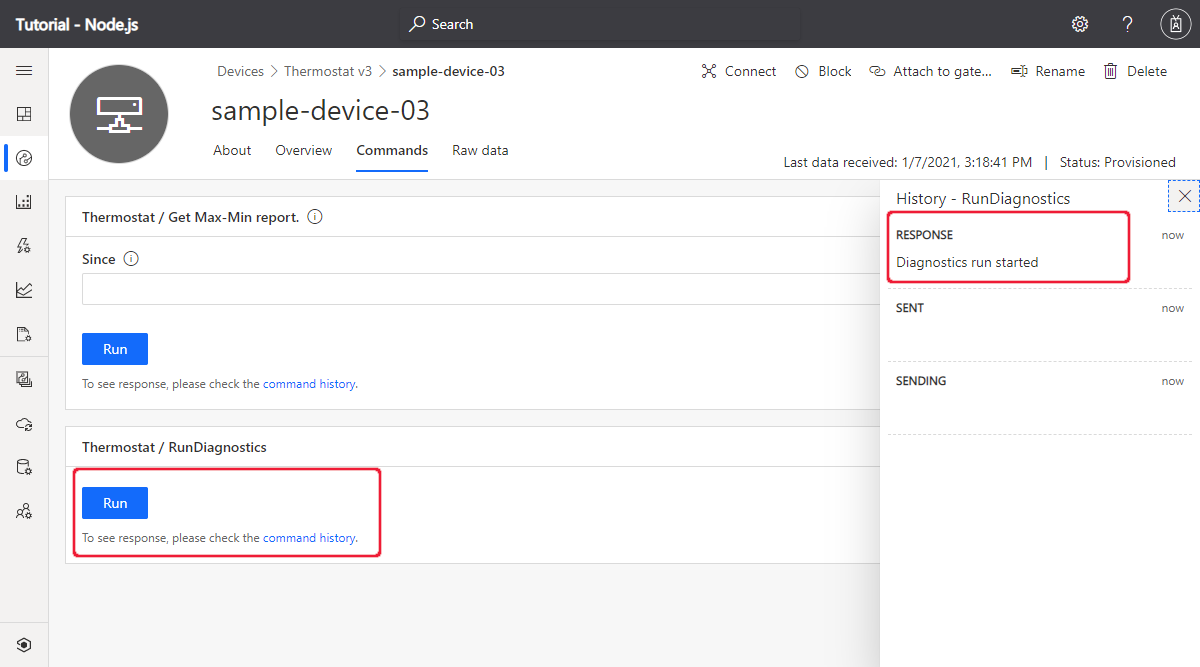 Tutorial - Node.js
Search
?
Devices > Thermostat v3 > sample-device-03
Connect Block Attach to gate... Rename Delete
sample-device-03
About Overview Commands Raw data
Last data received: 1/7/2021, 3:18:41 PM | Status: Provisioned
Thermostat / Get Max-Min report.
Since
Run
To see response, please check the command history.
Thermostat / RunDiagnostics
Run
To see response, please check the command history.
History - RunDiagnostics
RESPONSE now
Diagnostics run started
SENT now
SENDING now